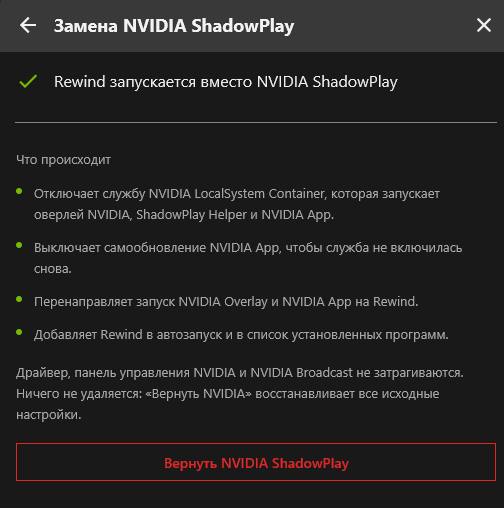 Замена NVIDIA ShadowPlay
Rewind запускается вместо NVIDIA ShadowPlay
Что происходит
Отключает службу NVIDIA LocalSystem Container, которая запускает
оверлей NVIDIA, ShadowPlay Helper и NVIDIA App.
Выключает самообновление NVIDIA App, чтобы служба не включилась
снова.
Перенаправляет запуск NVIDIA Overlay и NVIDIA App на Rewind.
Добавляет Rewind в автозапуск и в список установленных программ.
Драйвер, панель управления NVIDIA и NVIDIA Broadcast не затрагиваются.
Ничего не удаляется: «Вернуть NVIDIA» восстанавливает все исходные
настройки.
Вернуть NVIDIA ShadowPlay